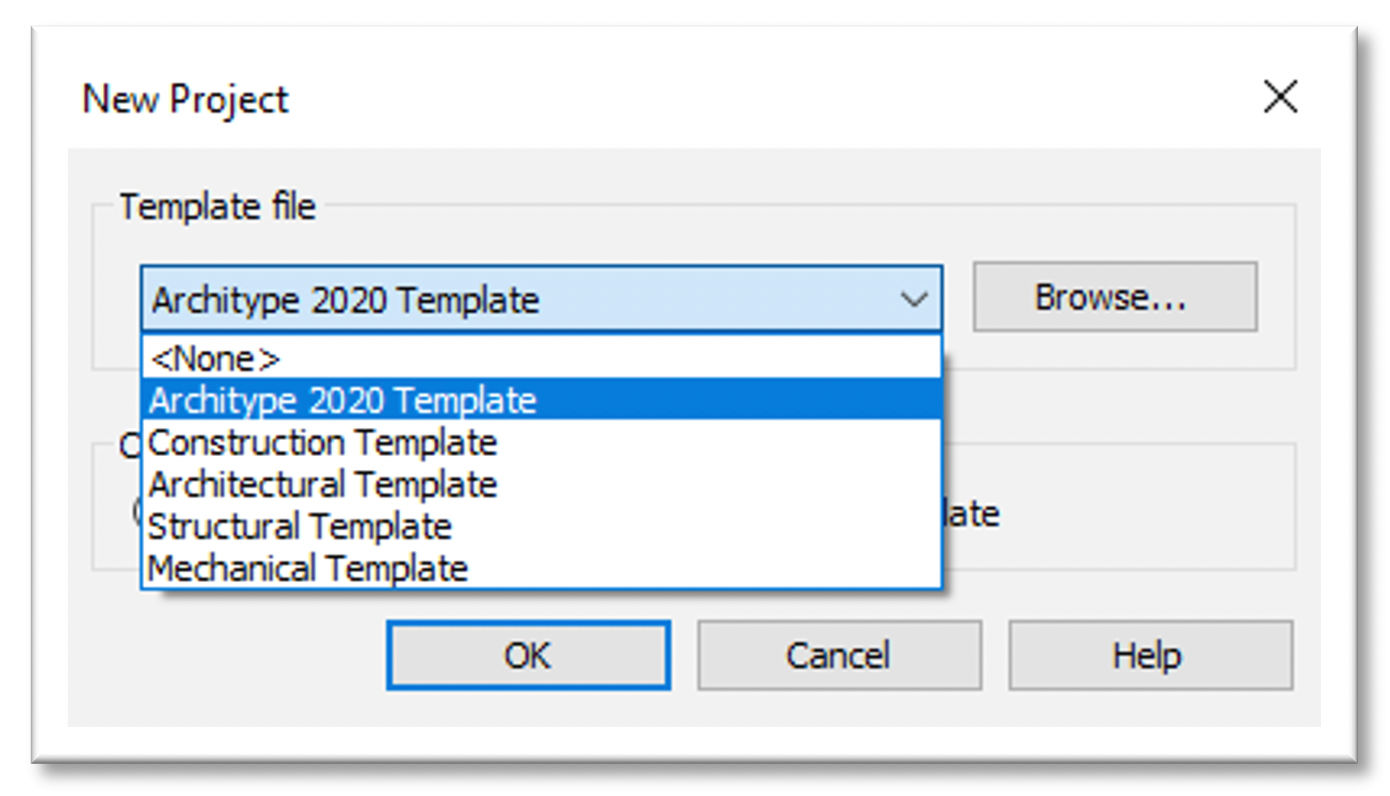 New Project
Template file
Architype 2020 Template
Browse...
<None>
Architype 2020 Template
Construction Template
Architectural Template
Structural Template
Mechanical Template
OK
Cancel
Help